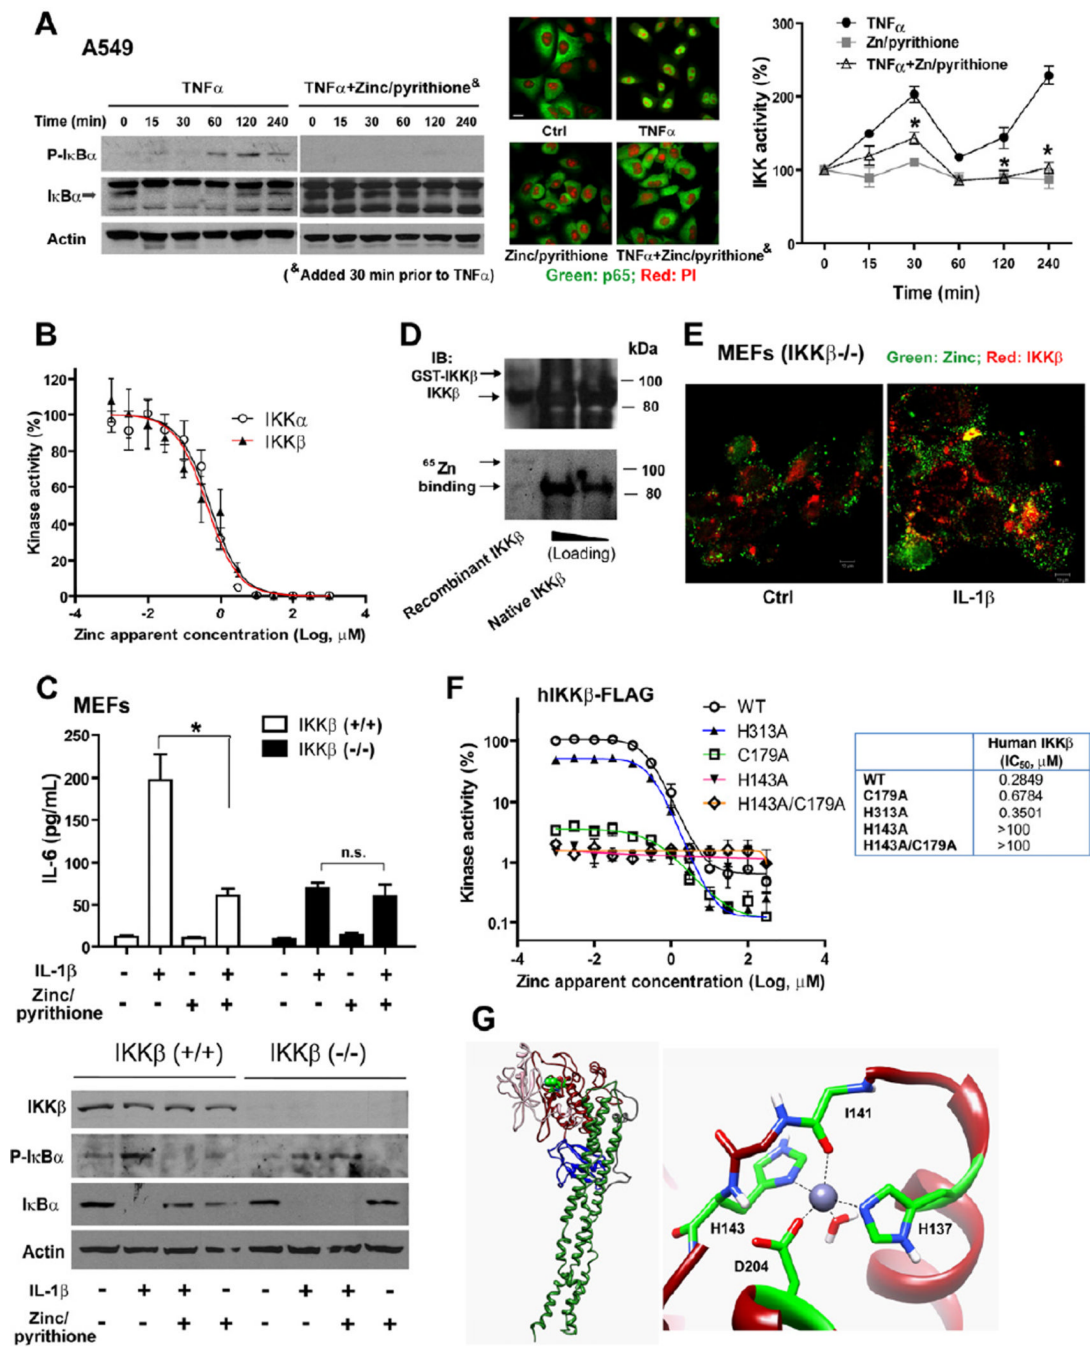 A
A549
TNFα
TNFα+Zinc/pyrithione&
Time (min) 0 15 30 60 120 240 0 15 30 60 120 240
P-IκBα
IκBα
Actin
(&Added 30 min prior to TNFα)
Ctrl
TNFα
Zinc/pyrithione
TNFα+Zinc/pyrithione&
Green: p65; Red: PI
TNFα
Zn/pyrithione
TNFα+Zn/pyrithione
IKK activity (%)
300
200
100
0
* * *
0 15 30 60 120 240
Time (min)
B
120
100
80
60
40
20
0
Kinase activity (%)
IKKα
IKKβ
-4 -2 0 2 4
Zinc apparent concentration (Log, μM)
D
IB:
GST-IKKβ
IKKβ
kDa
100
80
65Zn
binding
100
80
(Loading)
Recombinant IKKβ
Native IKKβ
E
MEFs (IKKβ-/-)
Green: Zinc; Red: IKKβ
Ctrl
IL-1β
C
MEFs
IKKβ (+/+)
IKKβ (-/-)
250
200
150
100
50
0
IL-6 (pg/mL)
*
n.s.
IL-1β - + - + - + - +
Zinc/
pyrithione - - + + - - + +
IKKβ (+/+)
IKKβ (-/-)
IKKβ
P-IκBα
IκBα
Actin
IL-1β - + + - - + + -
Zinc/
pyrithione - - + + - - + +
F
hIKKβ-FLAG
WT
H313A
C179A
H143A
H143A/C179A
Kinase activity (%)
100
10
1
0.1
-4 -2 0 2 4
Zinc apparent concentration (Log, μM)
Human IKKβ
(IC50, μM)
WT 0.2849
C179A 0.6784
H313A 0.3501
H143A >100
H143A/C179A >100
G
I141
H143
H137
D204